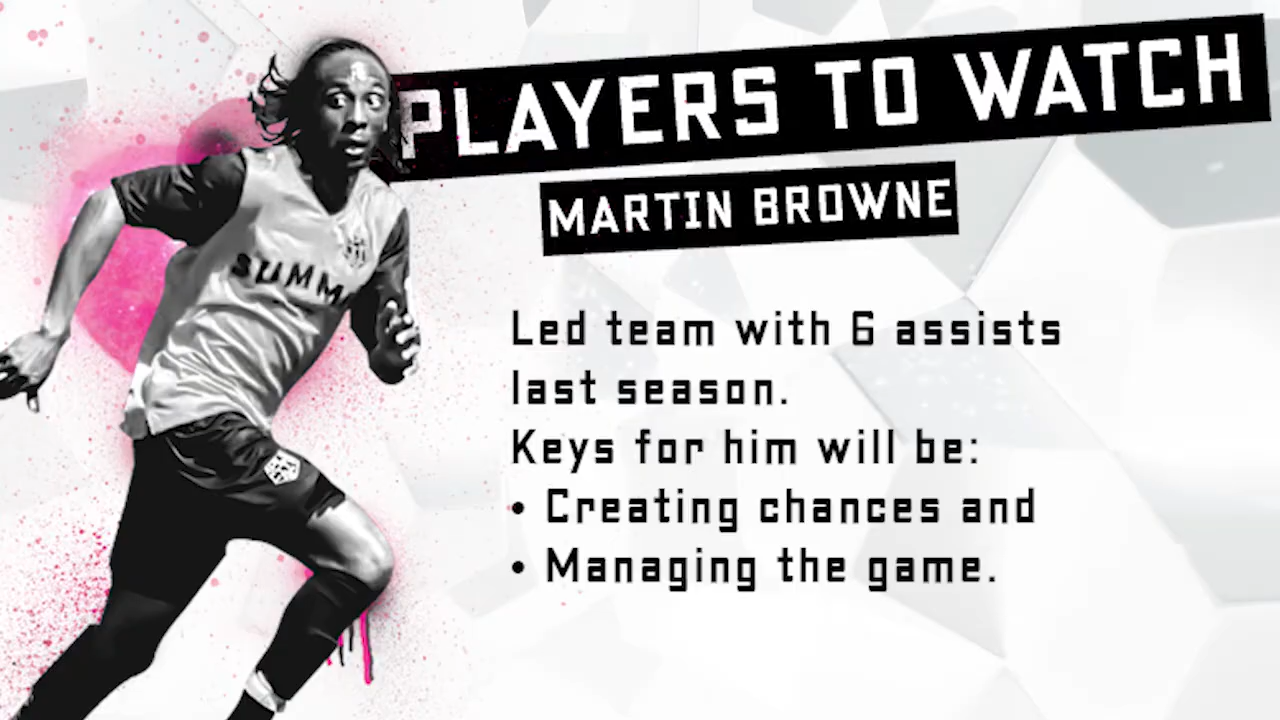 PLAYERS TO WATCH
MARTIN BROWNE
SUMM
Led team with 6 assists
last season.
Keys for him will be:
• Creating chances and
• Managing the game.